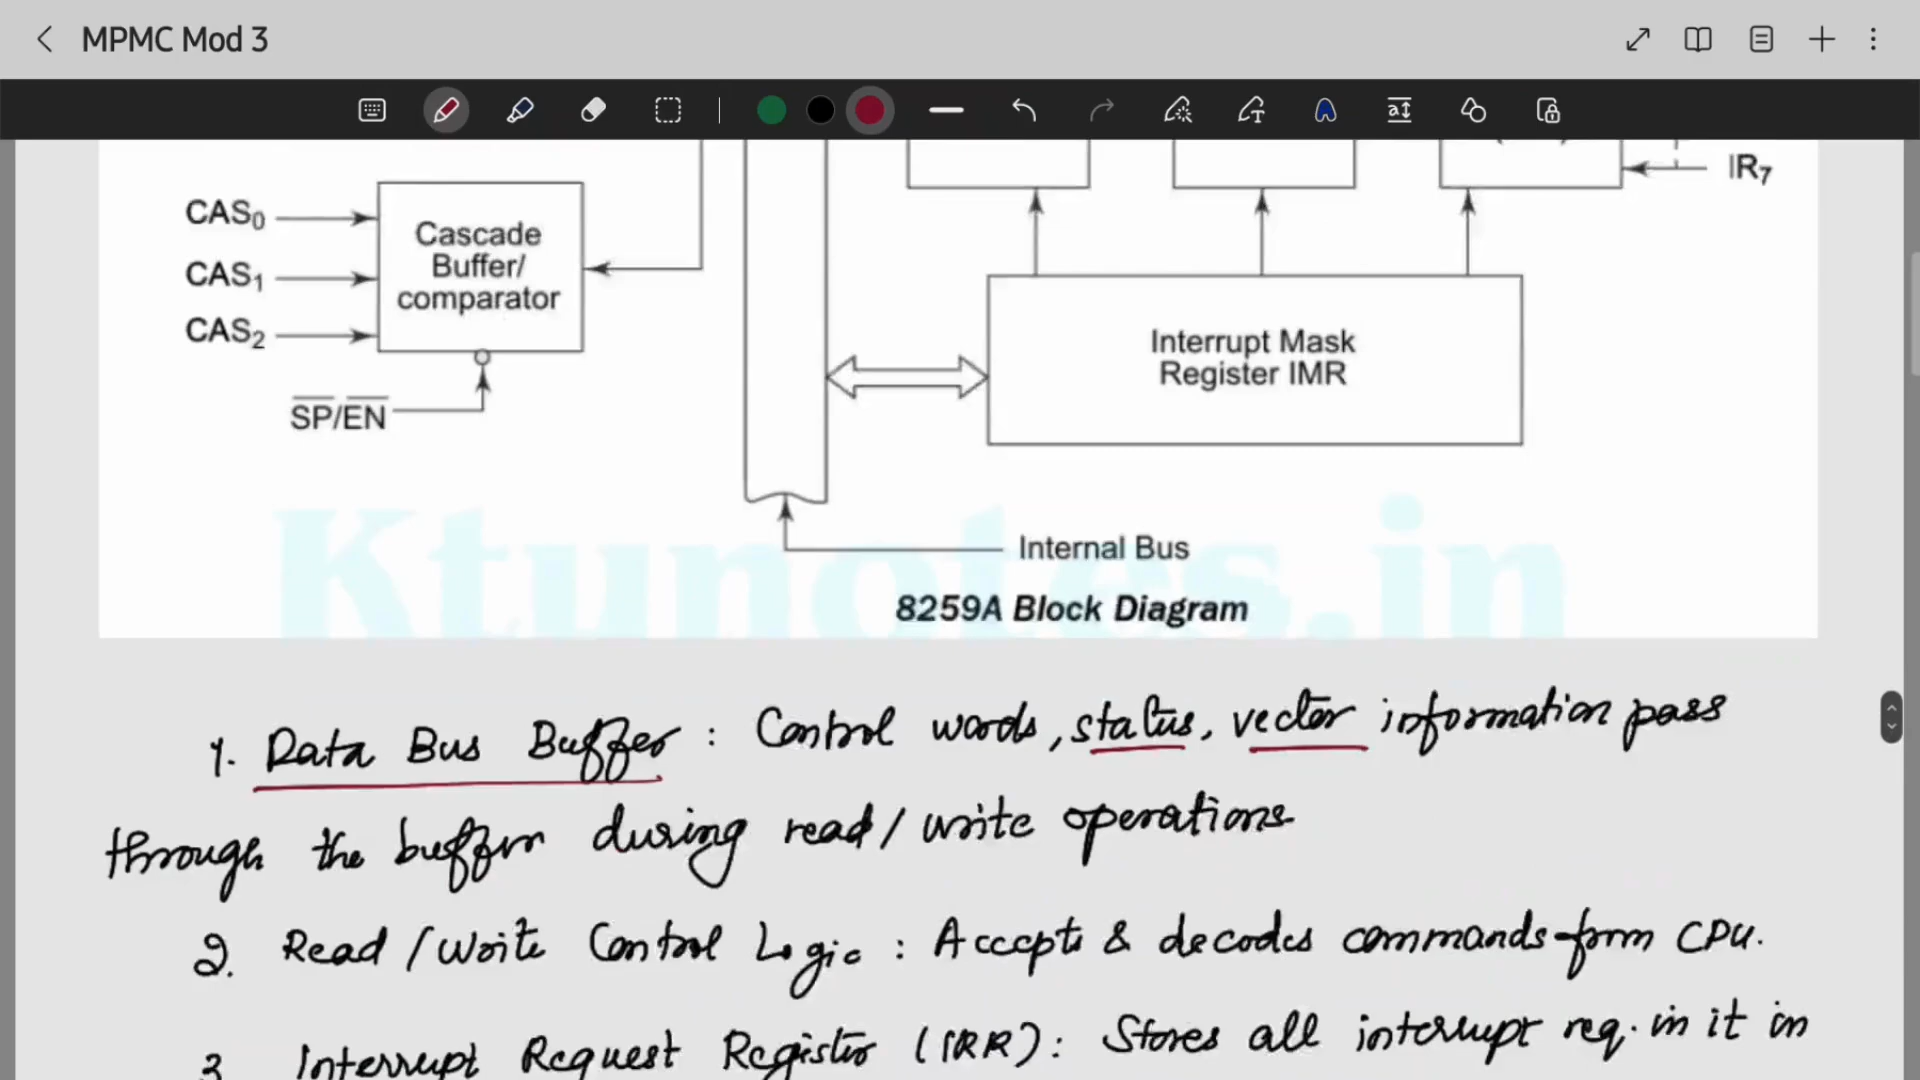 MPMC Mod 3
IR7
CAS0
Cascade
Buffer/
comparator
CAS1
CAS2
Interrupt Mask
Register IMR
SP/EN
Internal Bus
Ktunotes.in
8259A Block Diagram
1. Data Bus Buffer : Control words, status, vector information pass
through the buffer during read/write operations
2. Read/Write Control Logic : Accepts & decodes commands form CPU.
3. Interrupt Request Register (IRR): Stores all interrupt req. in it in